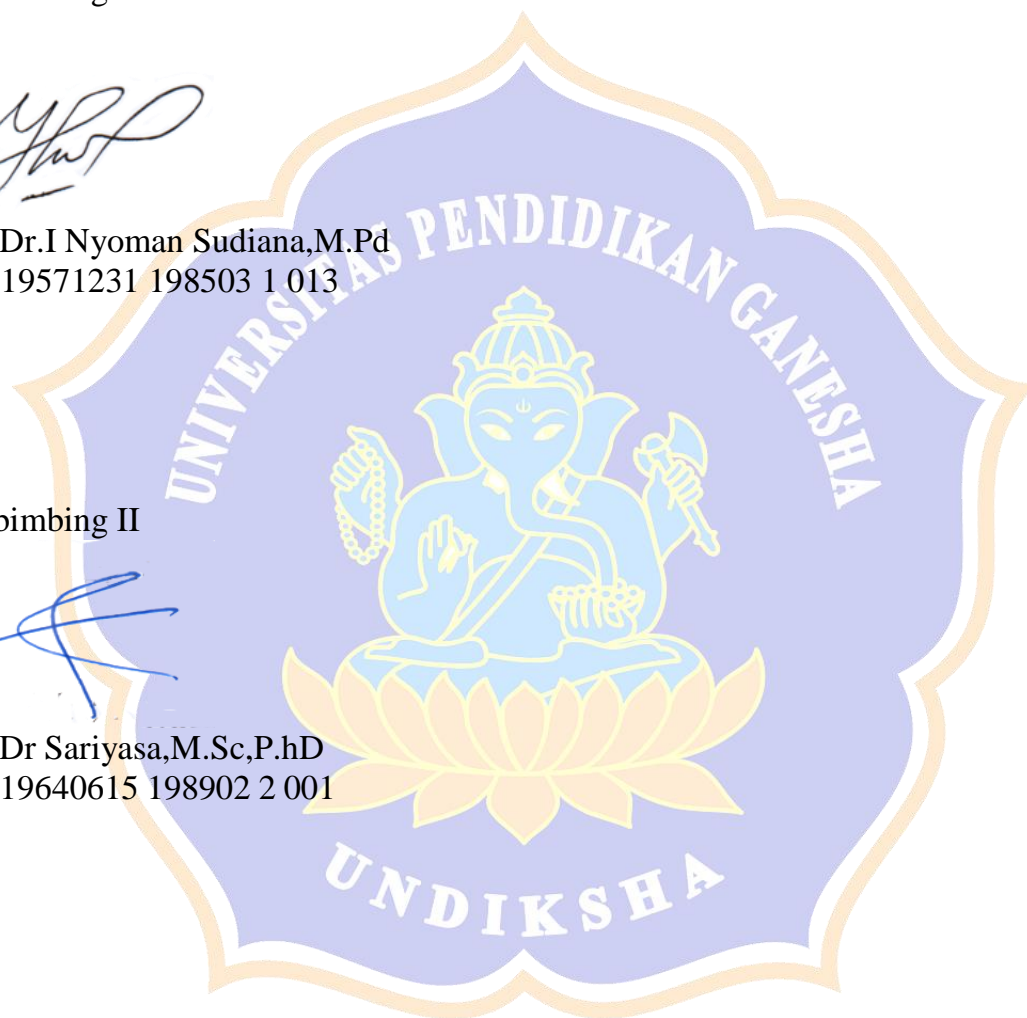 Dr.I Nyoman Sudiana,M.Pd
19571231 198503 1 013
UNIVERSITAS PENDIDIKAN GANESHA
bimbing II
Dr Sariyasa,M.Sc,P.hD
19640615 198902 2 001
UNDIKSHA